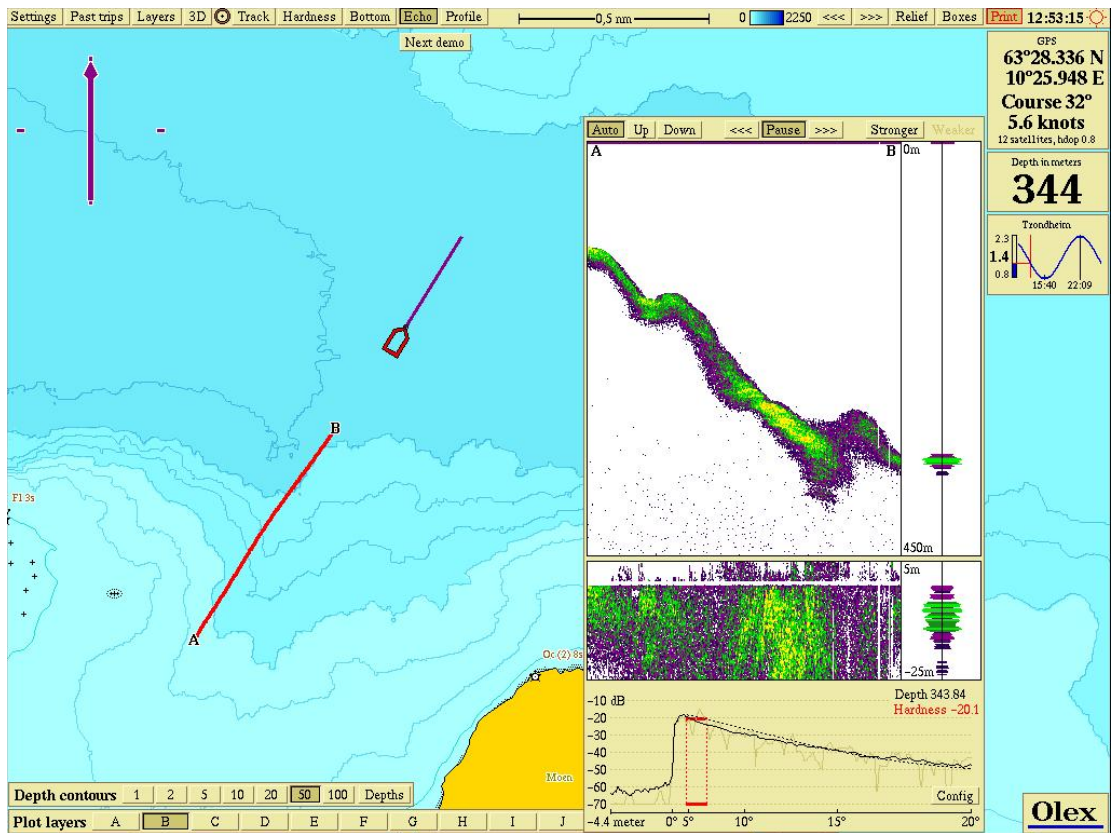 Settings Past trips Layers 3D Track Hardness Bottom Echo Profile 0,5 nm 0 2250 <<< >>> Relief Boxes Print 12:53:15
Next demo
GPS
63°28.336 N
10°25.948 E
Course 32°
5.6 knots
12 satellites, hdop 0.8
Depth in meters
344
Trondheim
2.3
1.4
0.8
15:40 22:09
Auto Up Down <<< Pause >>> Stronger Weaker
A B 0m
450m
5m
-25m
-10 dB
-20
-30
-40
-50
-60
-70
Depth 343.84
Hardness -20.1
Config
-4.4 meter 0° 5° 10° 15° 20°
B
A
Fl 3s
Oc (2) 8s
Moen
Depth contours 1 2 5 10 20 50 100 Depths
Plot layers A B C D E F G H I J
Olex